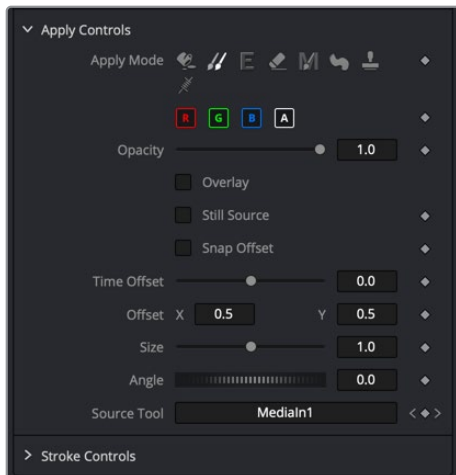 Apply Controls
Apply Mode
R G B A
Opacity 1.0
Overlay
Still Source
Snap Offset
Time Offset 0.0
Offset X 0.5 Y 0.5
Size 1.0
Angle 0.0
Source Tool MediaIn1
Stroke Controls